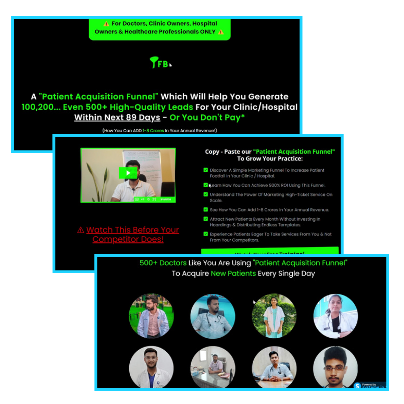 ⚠️ For Doctors, Clinic Owners, Hospital
Owners & Healthcare Professionals ONLY ⚠️
FB
A "Patient Acquisition Funnel" Which Will Help You Generate
100,200... Even 500+ High-Quality Leads For Your Clinic/Hospital
Within Next 89 Days - Or You Don't Pay*
(How You Can ADD 1-5 Crores In Your Annual Revenue!)
Copy - Paste our "Patient Acquisition Funnel"
To Grow Your Practice:
Discover A Simple Marketing Funnel To Increase
Patient Footfall In Your Clinic / Hospital.
Learn How You Can Achieve 500% ROI Using This Funnel
Understand The Power Of Marketing High-Ticket Service On
Scale.
See How You Can Add 1-5 Crores In Your Annual Revenue.
Attract New Patients Every Month Without Investing In
Hoardings & Distributing Endless Templates.
Experience Patients Eager To Take Services From You & Not
From Your Competitors.
⚠️ Watch This Before Your
Competitor Does!
500+ Doctors Like You Are Using "Patient Acquisition Funnel"
To Acquire New Patients Every Single Day